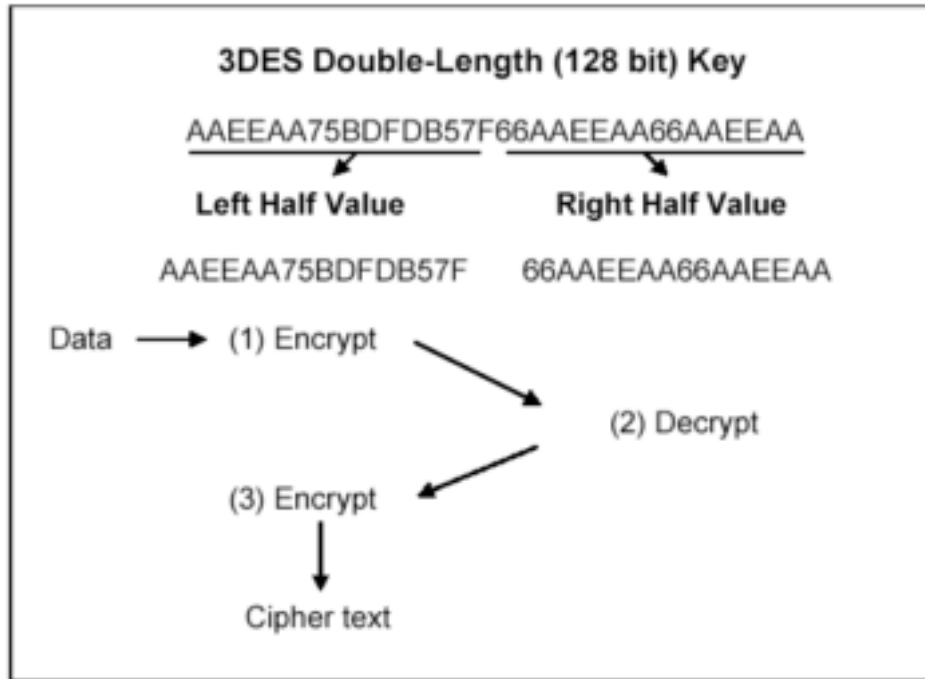 3DES Double-Length (128 bit) Key
AAEEAA75BDFDB57F66AAEEAA66AAEEAA
Left Half Value Right Half Value
AAEEAA75BDFDB57F 66AAEEAA66AAEEAA
Data (1) Encrypt
(2) Decrypt
(3) Encrypt
Cipher text